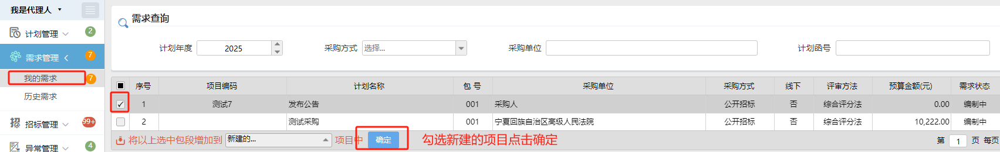 我是代理人
计划管理 2
需求管理 7
我的需求 7
历史需求
招标管理 99+
异常管理 4
需求查询
计划年度 2025 采购方式 选择... 采购单位 计划函号
序号 项目编码 计划名称 包 号 采购单位 采购方式 线下 评审方法 预算金额(元) 需求状态
1 测试7 发布公告 001 采购人 公开招标 否 综合评分法 0.00 编制中
2 测试采购 001 宁夏回族自治区高级人民法院 公开招标 否 综合评分法 10,222.00 编制中
将以上选中包段增加到 新建的... 项目中 确定 勾选新建的项目点击确定 第 1 页 每页